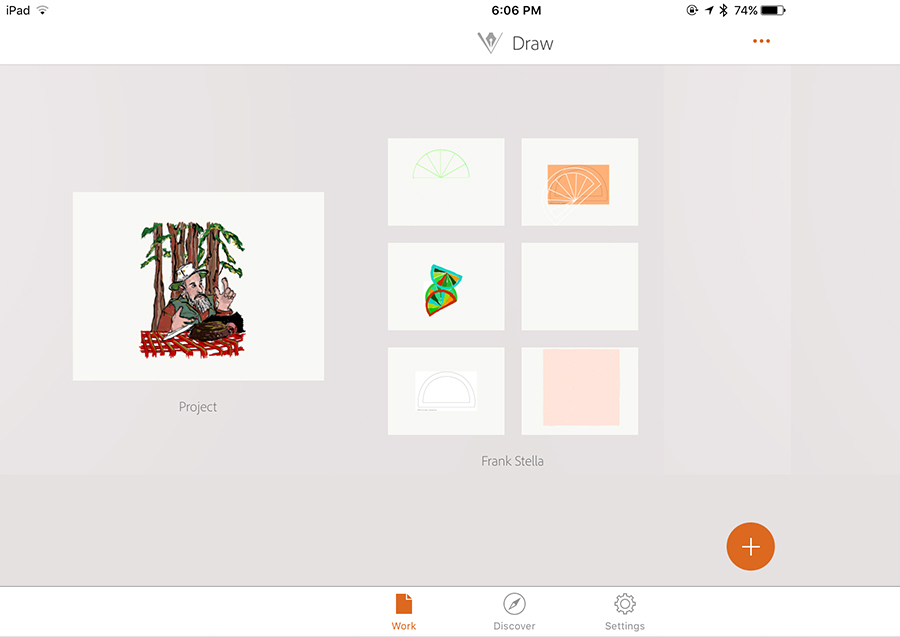 iPad
6:06 PM
74%
Draw
Project
Frank Stella
Work
Discover
Settings